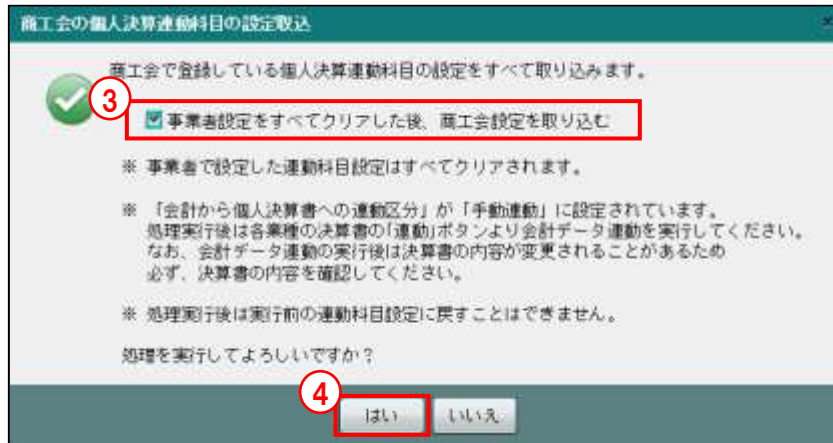 商工会の個人決算連動科目の設定取込
商工会で登録している個人決算連動科目の設定をすべて取り込みます。
③
事業者設定をすべてクリアした後、商工会設定を取り込む
※ 事業者で設定した連動科目設定はすべてクリアされます。
※ 「会計から個人決算書への連動区分」が「手動連動」に設定されています。
処理実行後は各業種の決算書の「連動」ボタンより会計データ連動を実行してください。
なお、会計データ連動の実行後は決算書の内容が変更されることがあるため
必ず、決算書の内容を確認してください。
※ 処理実行後は実行前の連動科目設定に戻すことはできません。
処理を実行してよろしいですか?
④
はい いいえ